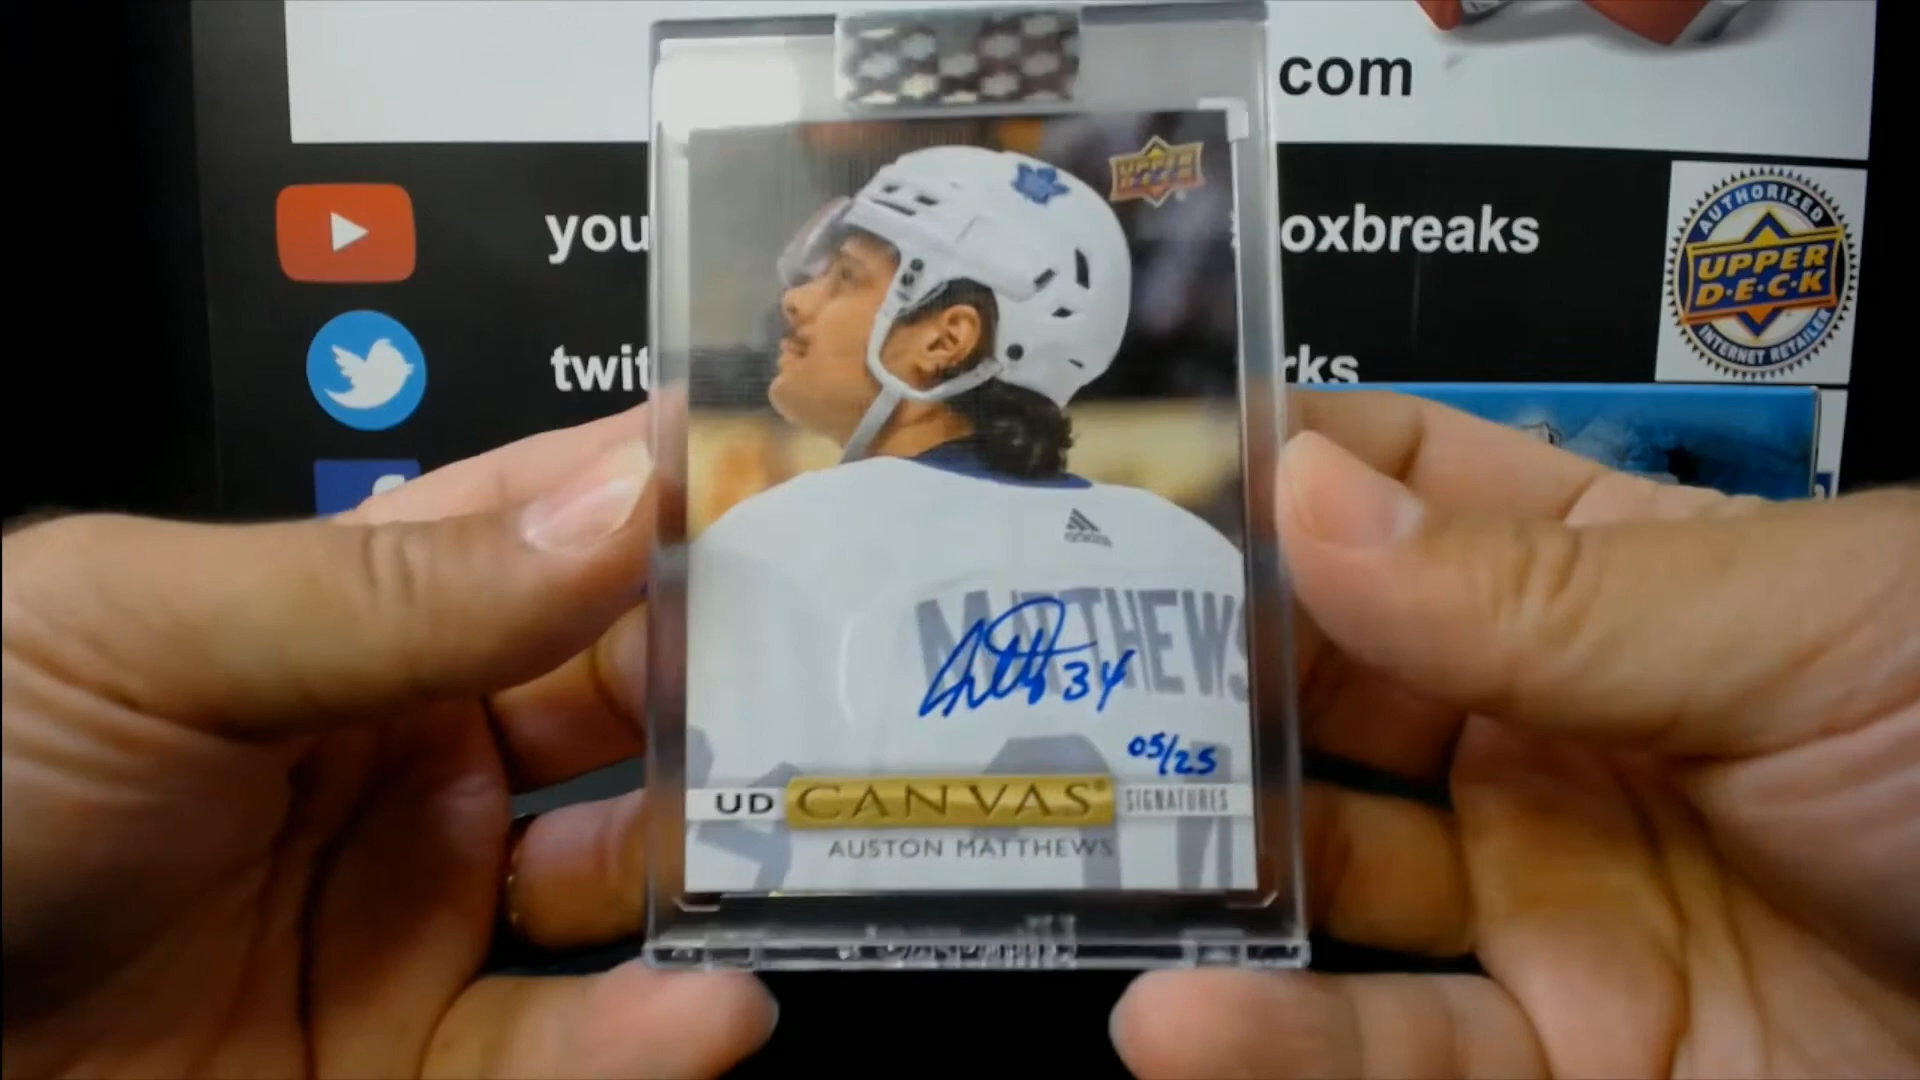 com
UPPER
DECK
you
oxbreaks
AUTHORIZED
UPPER
D·E·C·K
INTERNET RETAILER
twit
rks
f
adidas
MATTHEWS
34
05/25
UD CANVAS SIGNATURES
AUSTON MATTHEWS